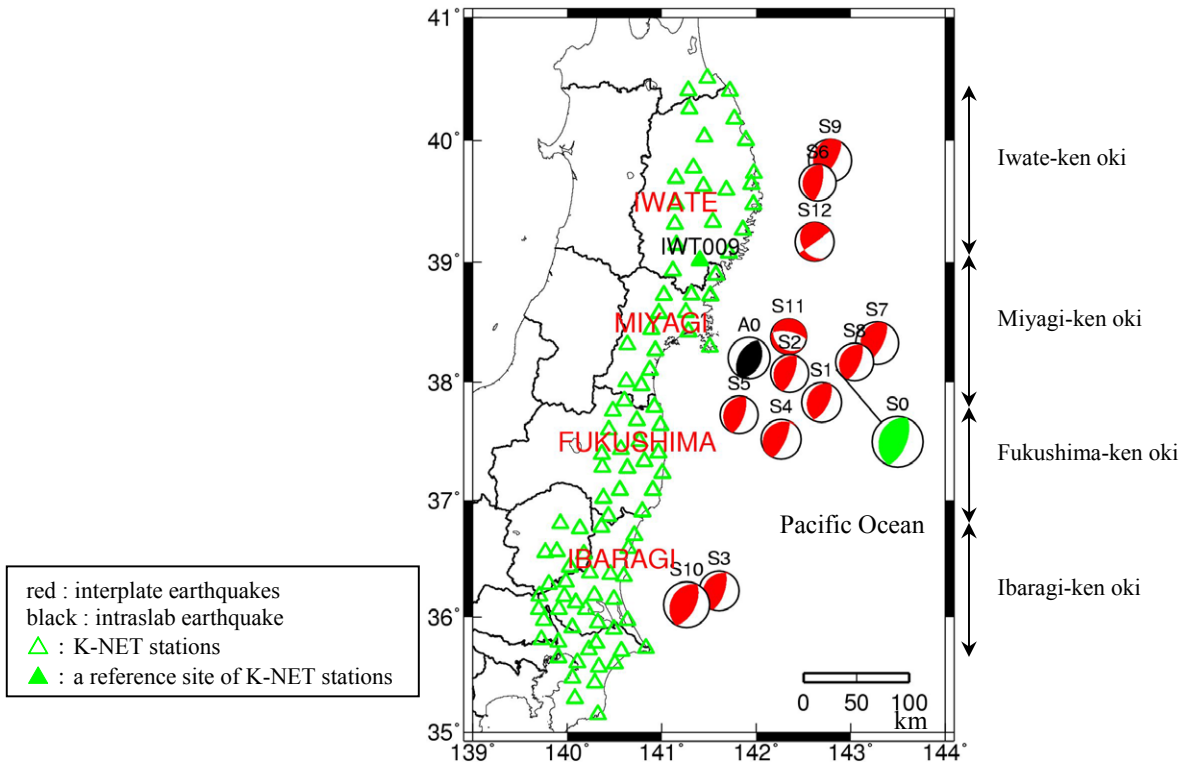 41°
40°
39°
38°
37°
36°
35°
139°
140°
141°
142°
143°
144°
S9
S6
S12
IWATE
IWT009
MIYAGI
A0
S11
S2
S7
S8
S1
S5
S4
S0
FUKUSHIMA
Pacific Ocean
IBARAGI
S10
S3
0 50 100
km
Iwate-ken oki
Miyagi-ken oki
Fukushima-ken oki
Ibaragi-ken oki
red : interplate earthquakes
black : intraslab earthquake
: K-NET stations
: a reference site of K-NET stations